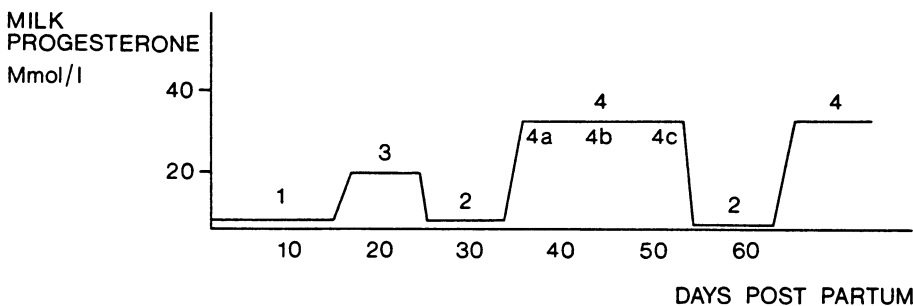 MILK
PROGESTERONE
Mmol/l
40
4
4
4a 4b 4c
3
20
1
2
2
10 20 30 40 50 60
DAYS POST PARTUM